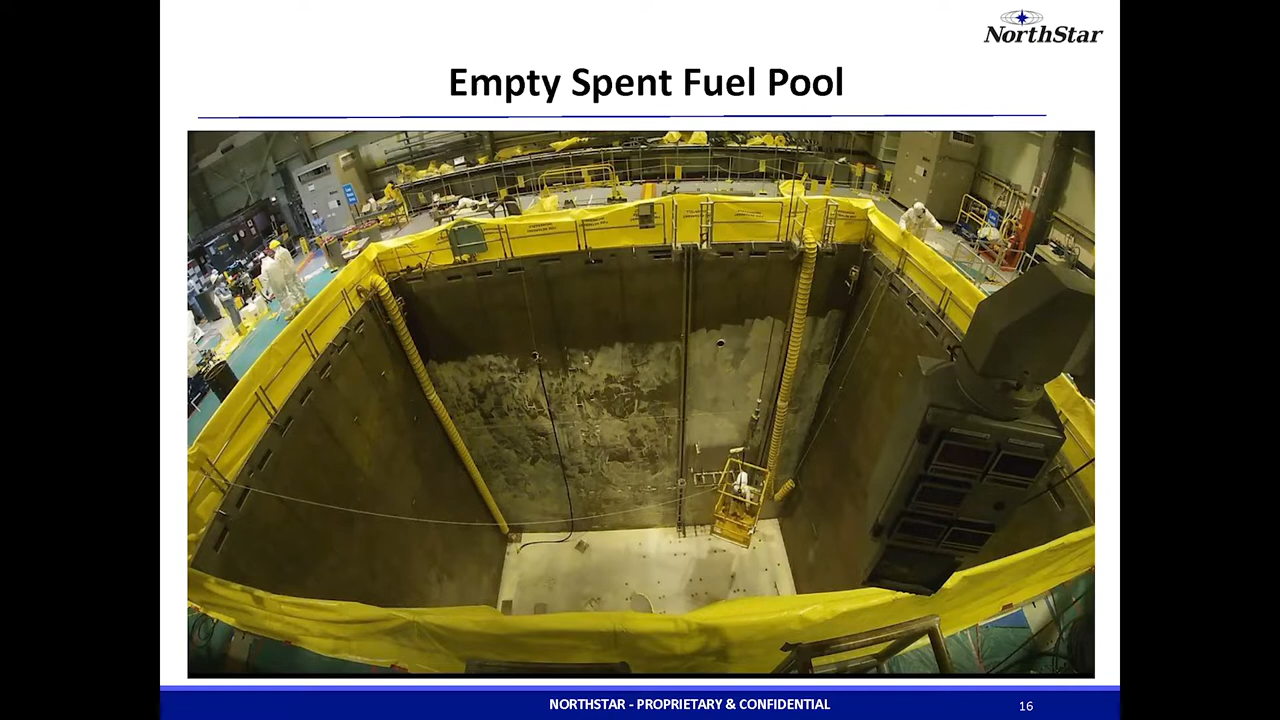 NorthStar
Empty Spent Fuel Pool
NORTHSTAR - PROPRIETARY & CONFIDENTIAL
16